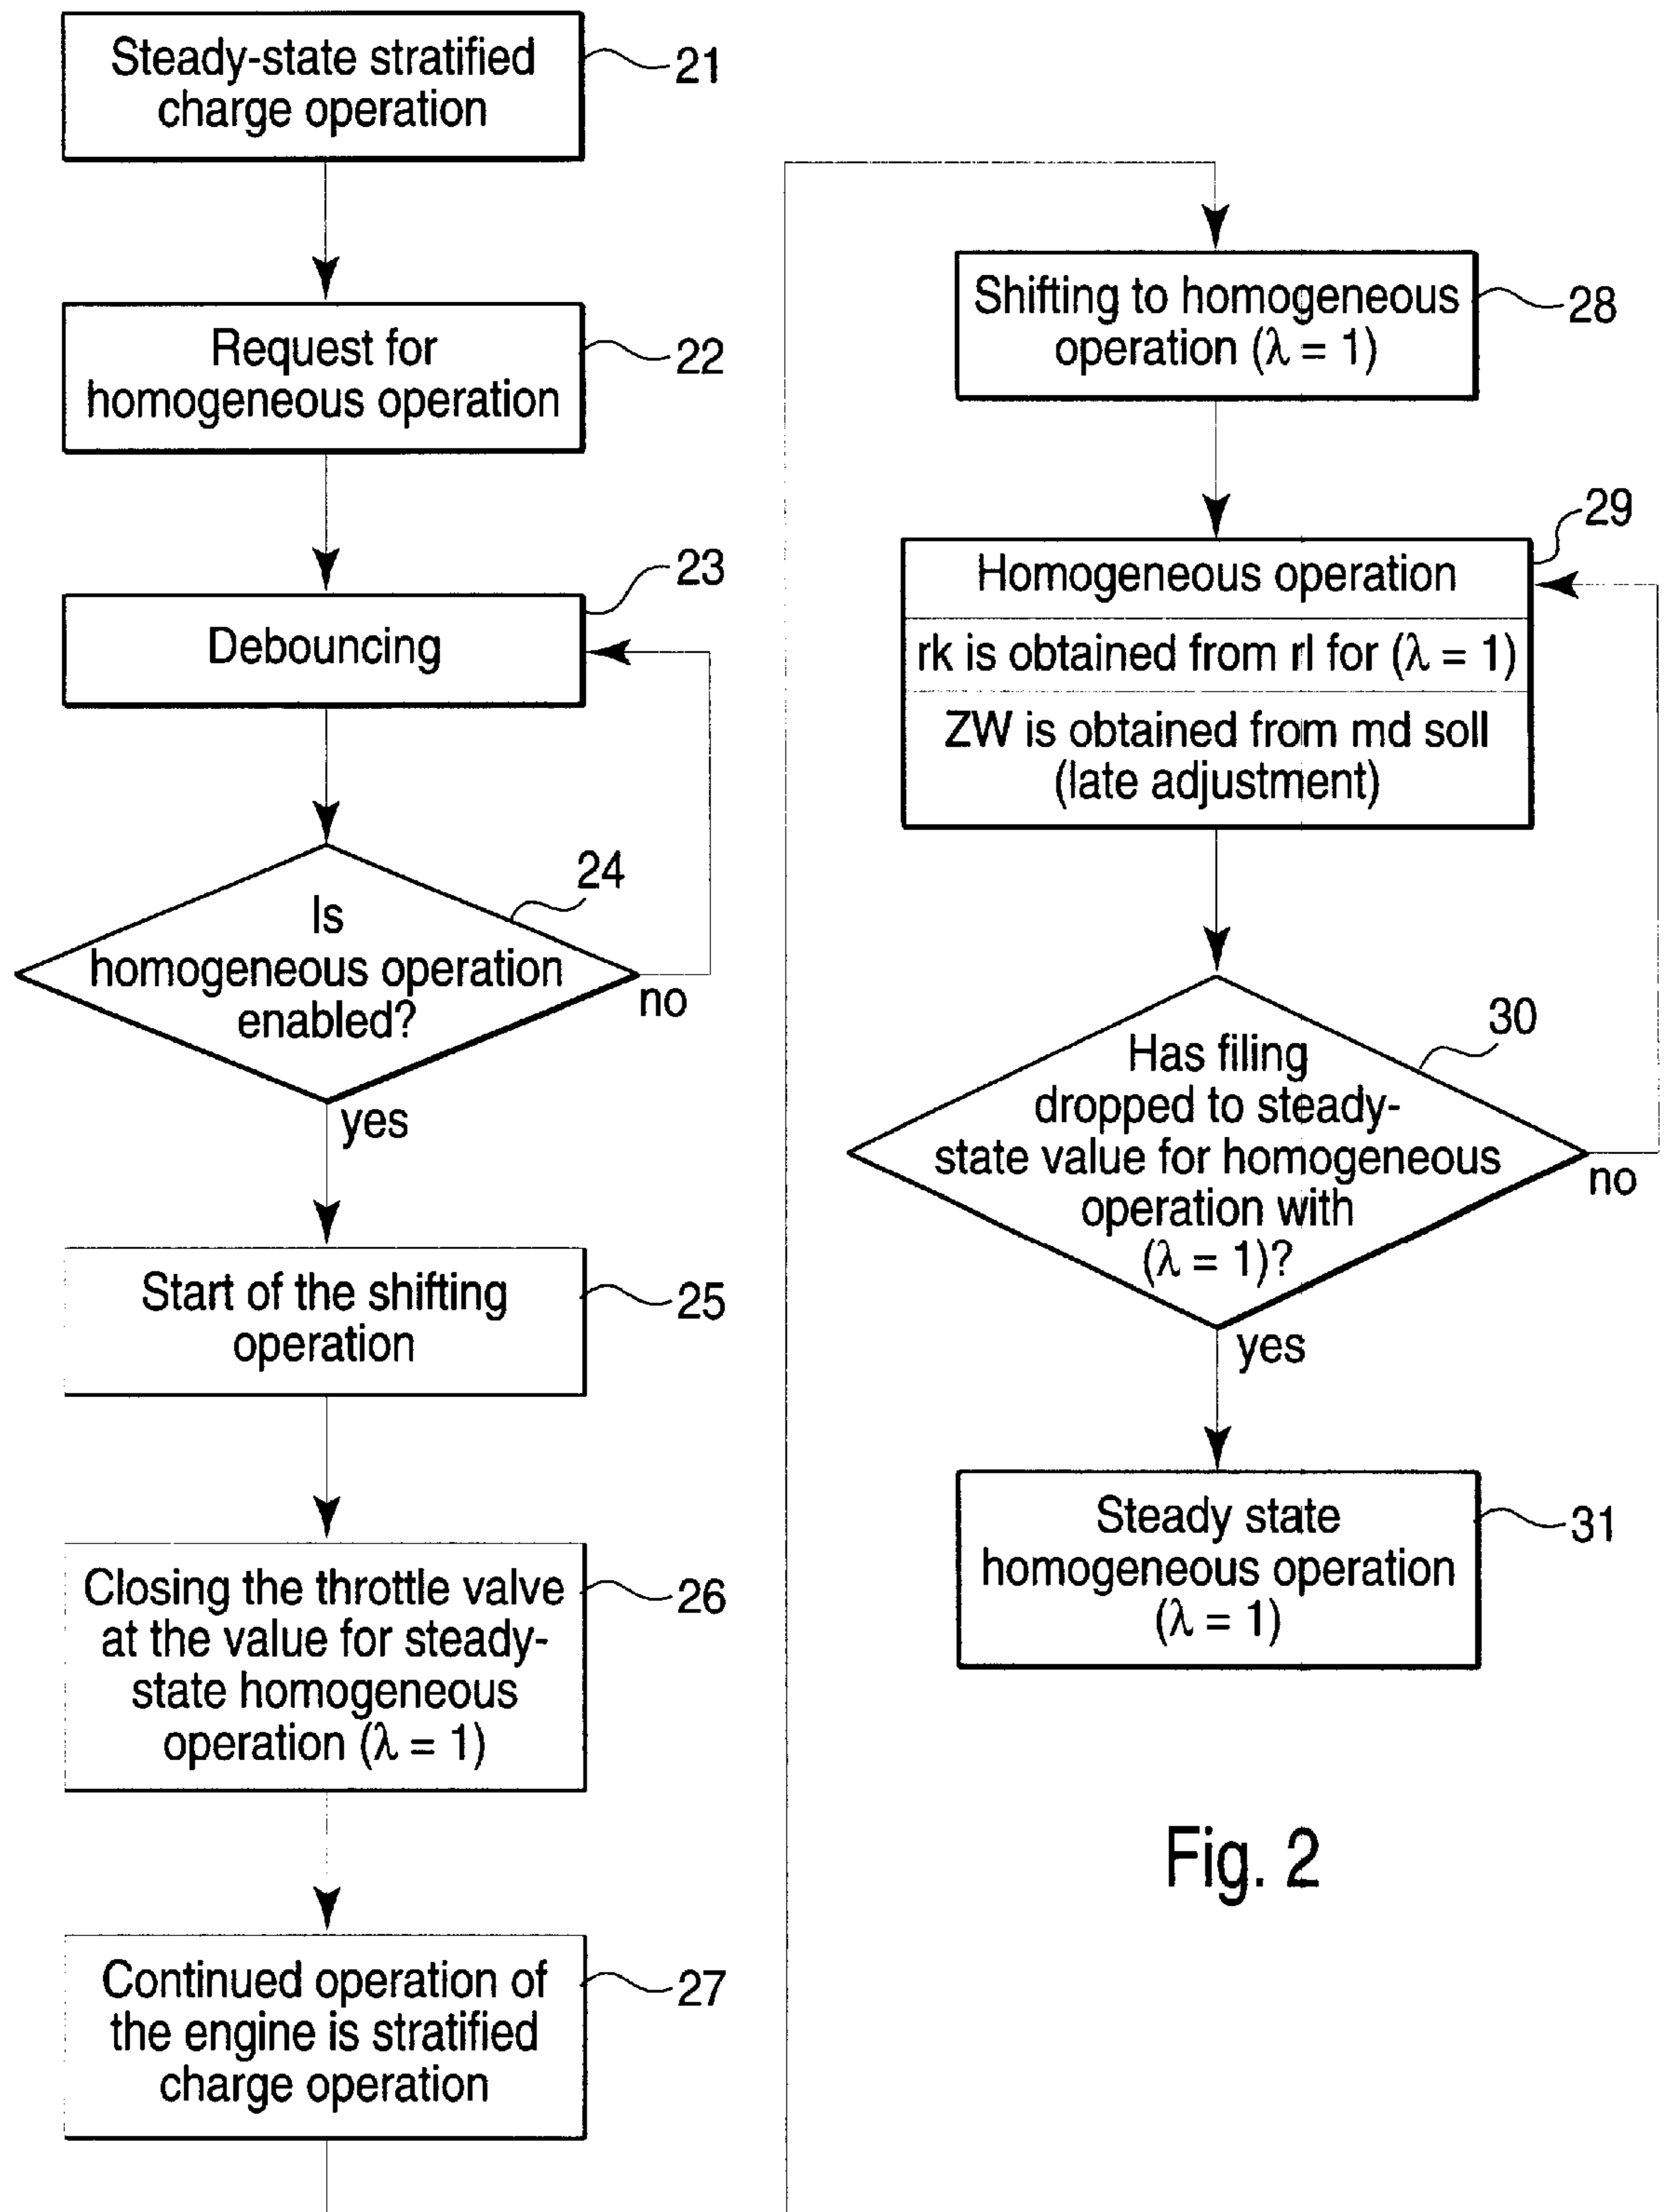 Steady-state stratified
charge operation
21
Request for
homogeneous operation
22
Debouncing
23
Is
homogeneous operation
enabled?
24
no
yes
Start of the shifting
operation
25
Closing the throttle valve
at the value for steady-
state homogeneous
operation (λ = 1)
26
Continued operation of
the engine is stratified
charge operation
27
Shifting to homogeneous
operation (λ = 1)
28
Homogeneous operation
29
rk is obtained from rl for (λ = 1)
ZW is obtained from md soll
(late adjustment)
Has filing
dropped to steady-
state value for homogeneous
operation with
(λ = 1)?
30
no
yes
Steady state
homogeneous operation
(λ = 1)
31
Fig. 2